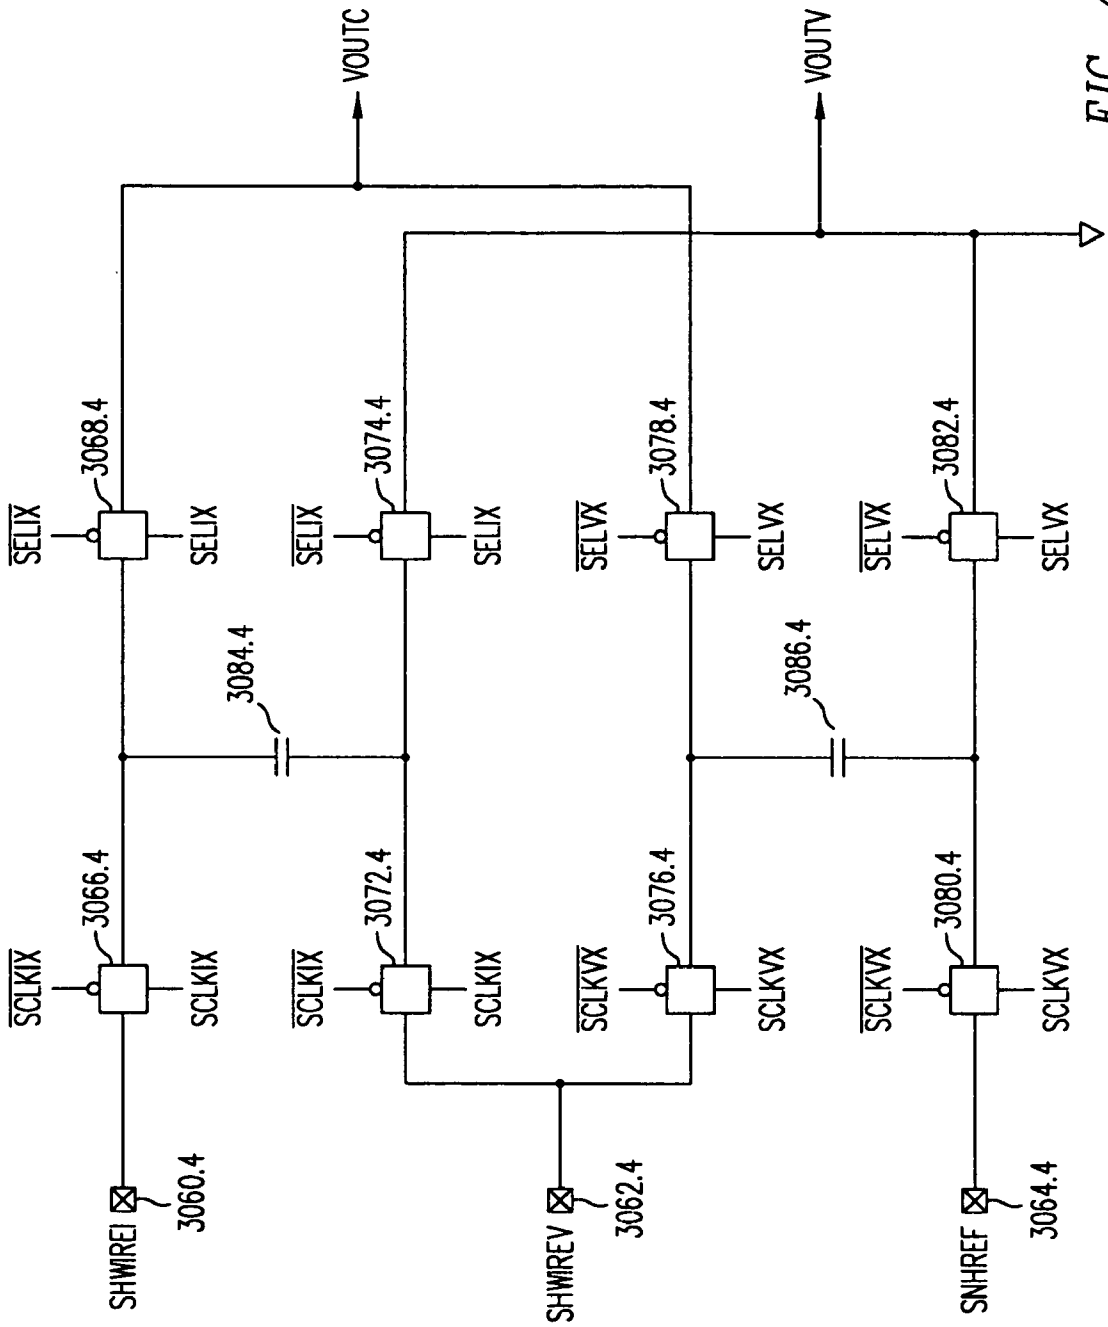 SCLKIX
SELIX
SHWIREI
3060.4
3066.4
3068.4
SCLKIX
SELIX
VOUTC
3084.4
SCLKIX
SELIX
3072.4
3074.4
SCLKIX
SELIX
SHWIREV
3062.4
SCLKVX
SELVX
3076.4
3078.4
SCLKVX
SELVX
VOUTV
3086.4
SCLKVX
SELVX
SNHREF
3064.4
3080.4
3082.4
SCLKVX
SELVX
FIG.